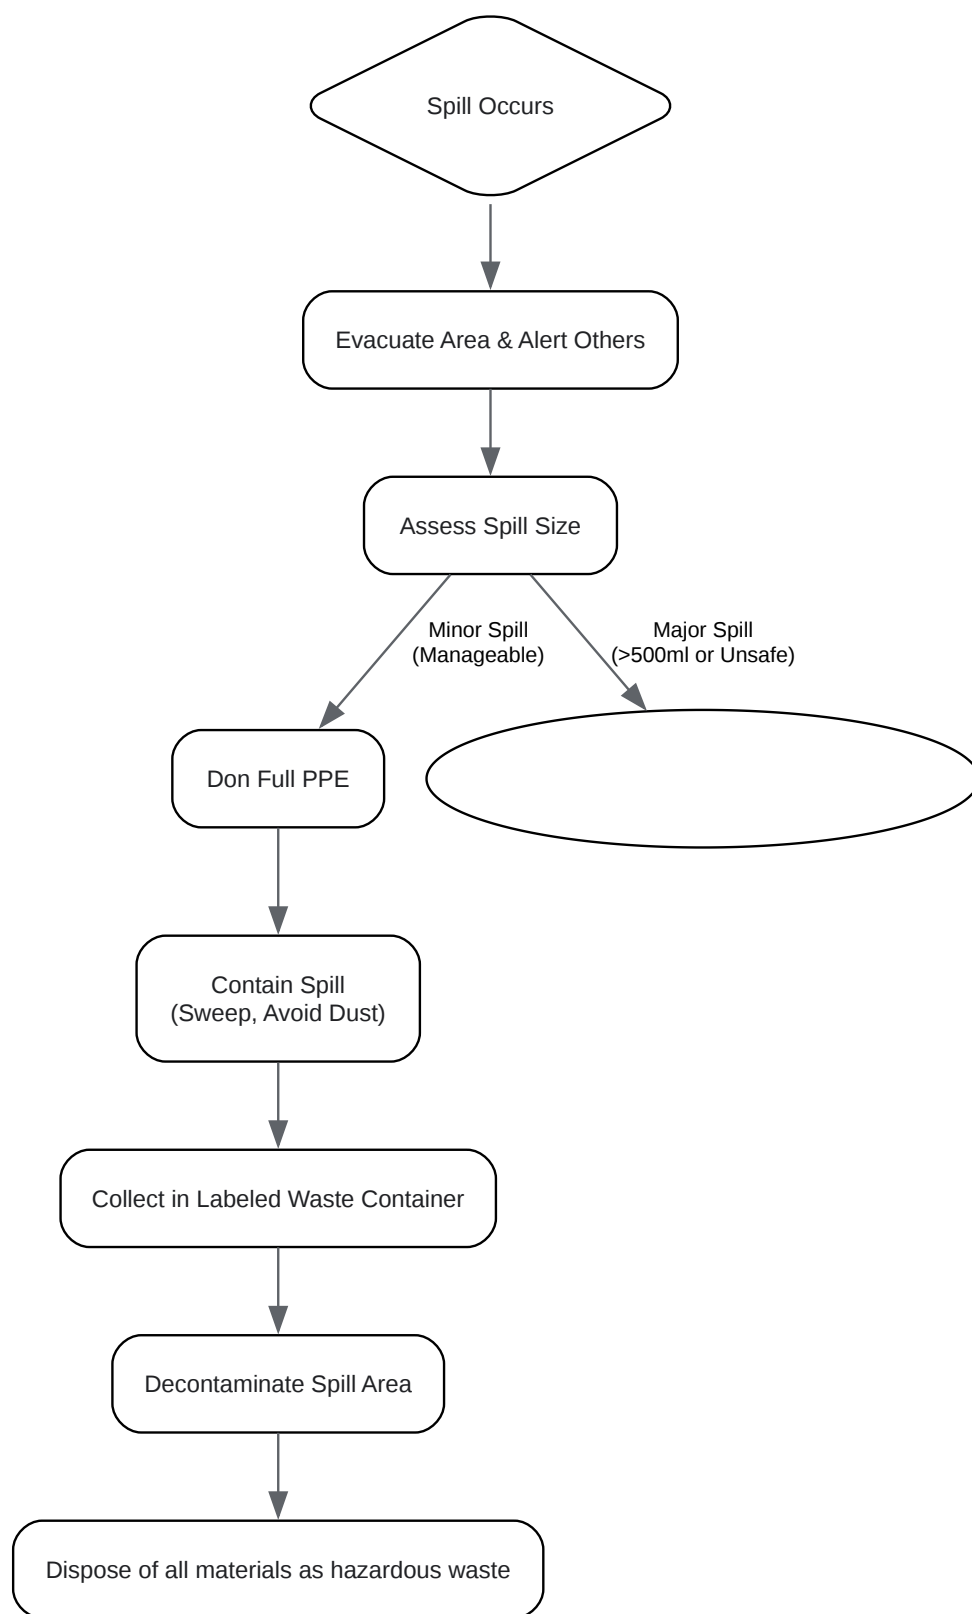 Spill Occurs
Evacuate Area & Alert Others
Assess Spill Size
Minor Spill
(Manageable)
Major Spill
(>500ml or Unsafe)
Don Full PPE
Contain Spill
(Sweep, Avoid Dust)
Collect in Labeled Waste Container
Decontaminate Spill Area
Dispose of all materials as hazardous waste